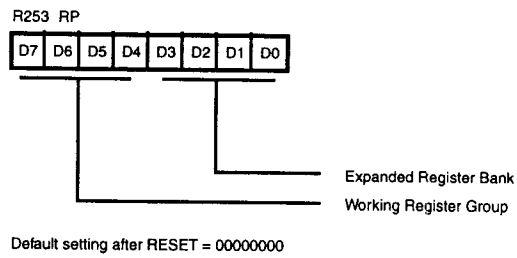 R253 RP
D7 D6 D5 D4 D3 D2 D1 D0
Expanded Register Bank
Working Register Group
Default setting after RESET = 00000000